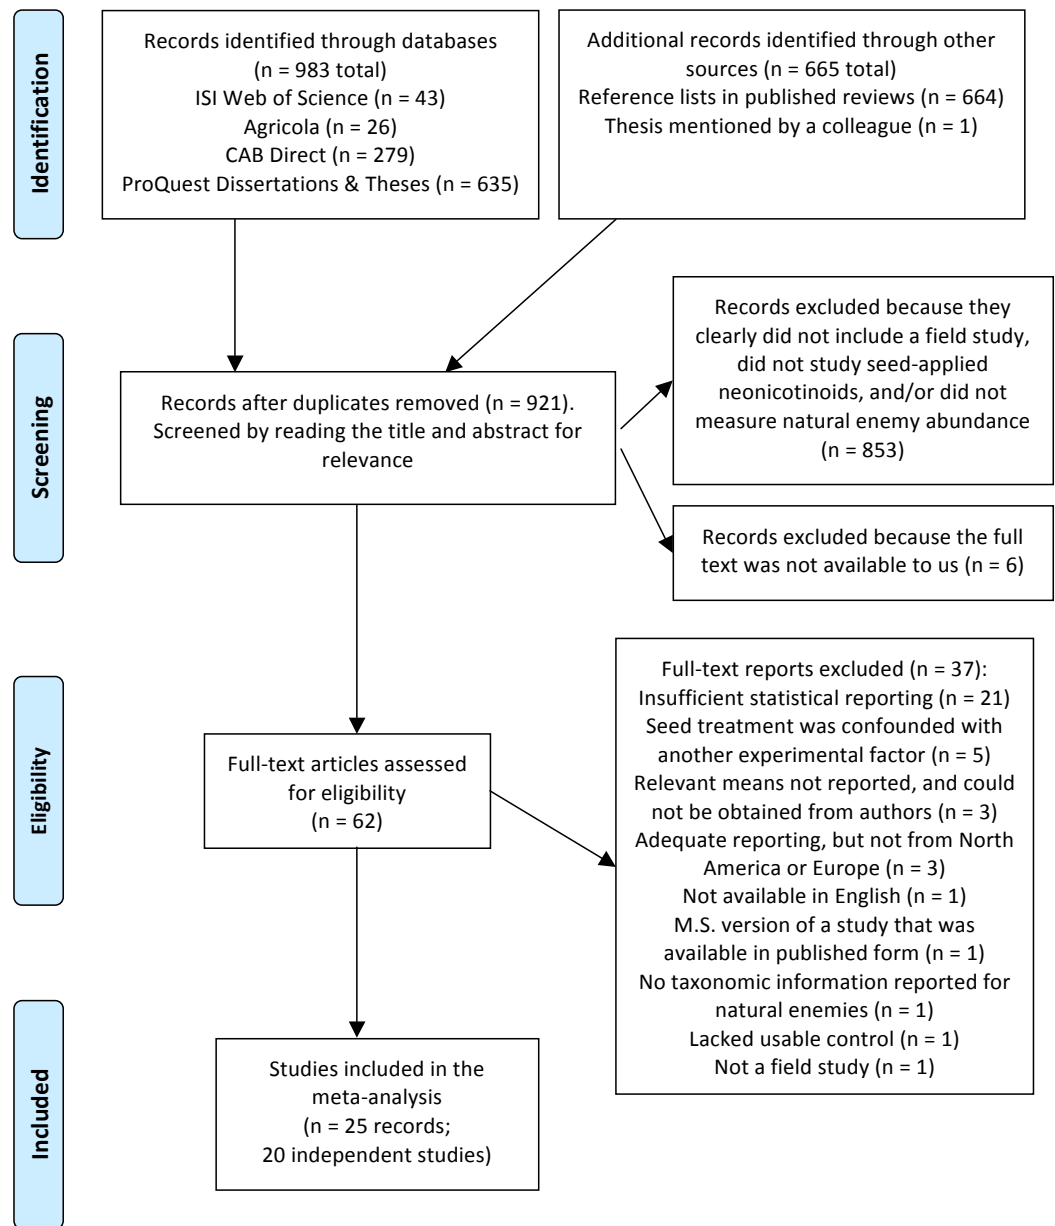 Identification
Records identified through databases
(n = 983 total)
ISI Web of Science (n = 43)
Agricola (n = 26)
CAB Direct (n = 279)
ProQuest Dissertations & Theses (n = 635)
Additional records identified through other
sources (n = 665 total)
Reference lists in published reviews (n = 664)
Thesis mentioned by a colleague (n = 1)
Screening
Records after duplicates removed (n = 921).
Screened by reading the title and abstract for
relevance
Records excluded because they
clearly did not include a field study,
did not study seed-applied
neonicotinoids, and/or did not
measure natural enemy abundance
(n = 853)
Records excluded because the full
text was not available to us (n = 6)
Eligibility
Full-text articles assessed
for eligibility
(n = 62)
Full-text reports excluded (n = 37):
Insufficient statistical reporting (n = 21)
Seed treatment was confounded with
another experimental factor (n = 5)
Relevant means not reported, and could
not be obtained from authors (n = 3)
Adequate reporting, but not from North
America or Europe (n = 3)
Not available in English (n = 1)
M.S. version of a study that was
available in published form (n = 1)
No taxonomic information reported for
natural enemies (n = 1)
Lacked usable control (n = 1)
Not a field study (n = 1)
Included
Studies included in the
meta-analysis
(n = 25 records;
20 independent studies)